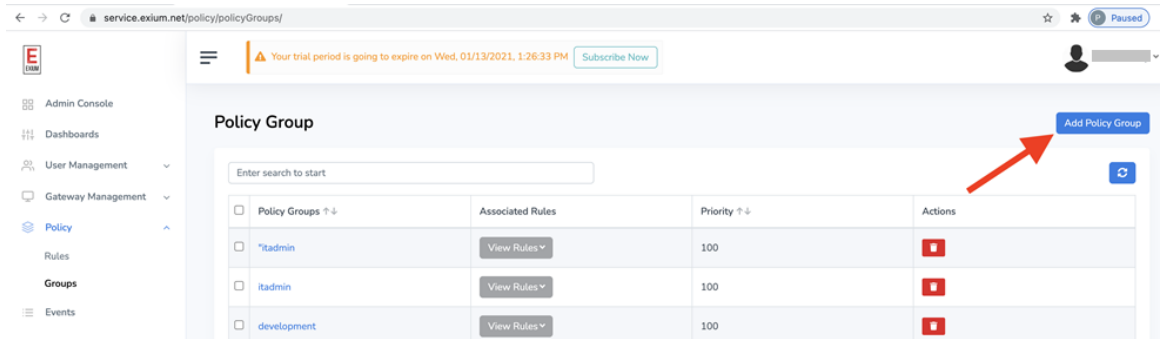 service.exium.net/policy/policyGroups/
P Paused
E
EXIUM
Your trial period is going to expire on Wed, 01/13/2021, 1:26:33 PM Subscribe Now
Admin Console
Dashboards
User Management
Gateway Management
Policy
Rules
Groups
Events
Policy Group
Add Policy Group
Enter search to start
Policy Groups Associated Rules Priority Actions
"itadmin View Rules 100
itadmin View Rules 100
development View Rules 100